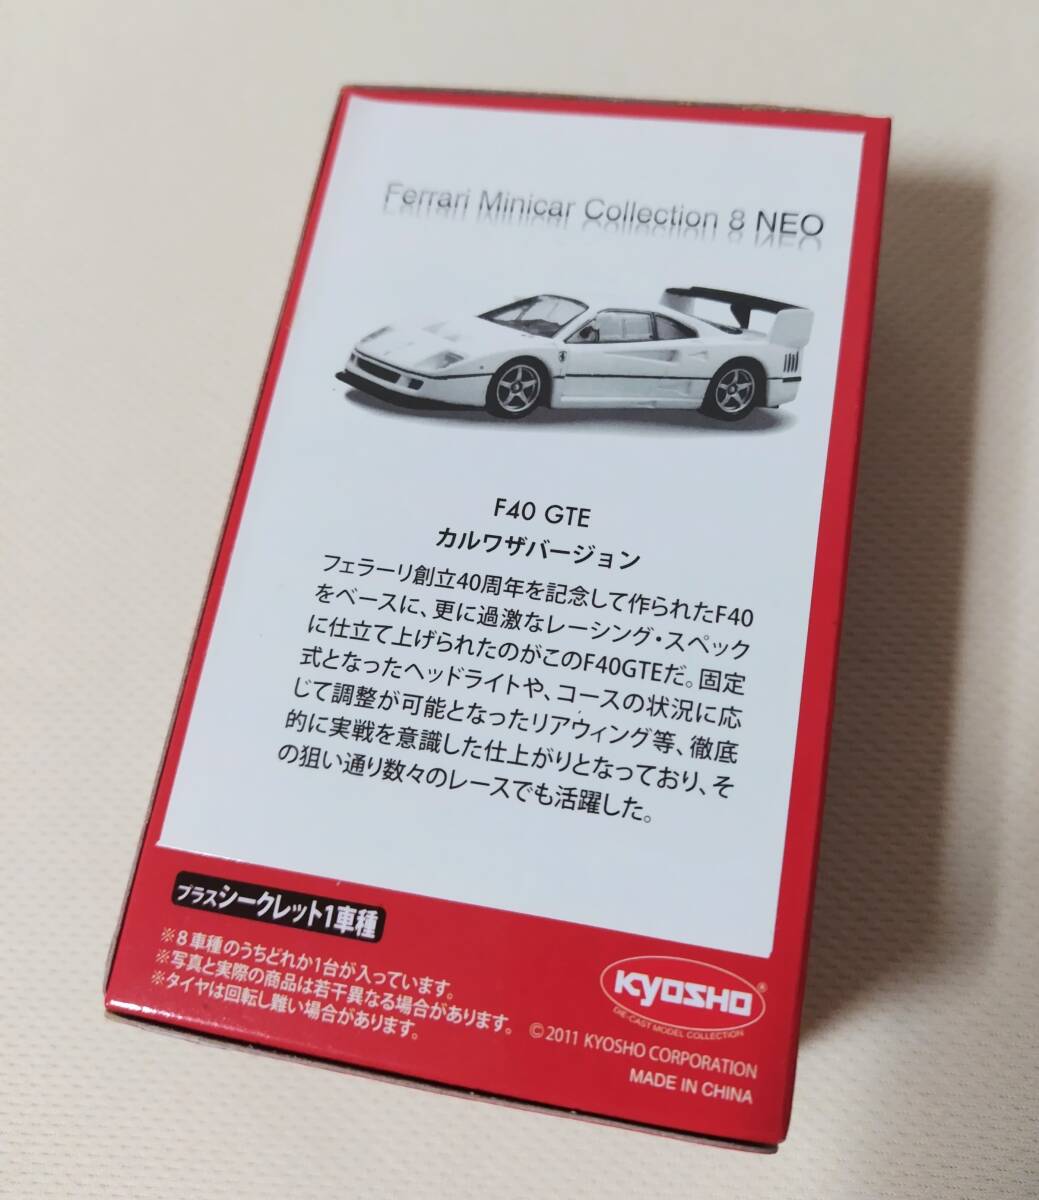 Ferrari Minicar Collection 8 NEO
F40 GTE
カルワザバージョン
フェラーリ創立40周年を記念して作られたF40
をベースに、更に過激なレーシング・スペック
に仕立て上げられたのがこのF40GTEだ。固定
式となったヘッドライトや、コースの状況に応
じて調整が可能となったリアウィング等、徹底
的に実戦を意識した仕上がりとなっており、そ
の狙い通り数々のレースでも活躍した。
プラスシークレット1車種
※8車種のうちどれか1台が入っています。
※写真と実際の商品は若干異なる場合があります。
※タイヤは回転し難い場合があります。
KYOSHO®
DIE-CAST MODEL COLLECTION
©2011 KYOSHO CORPORATION
MADE IN CHINA